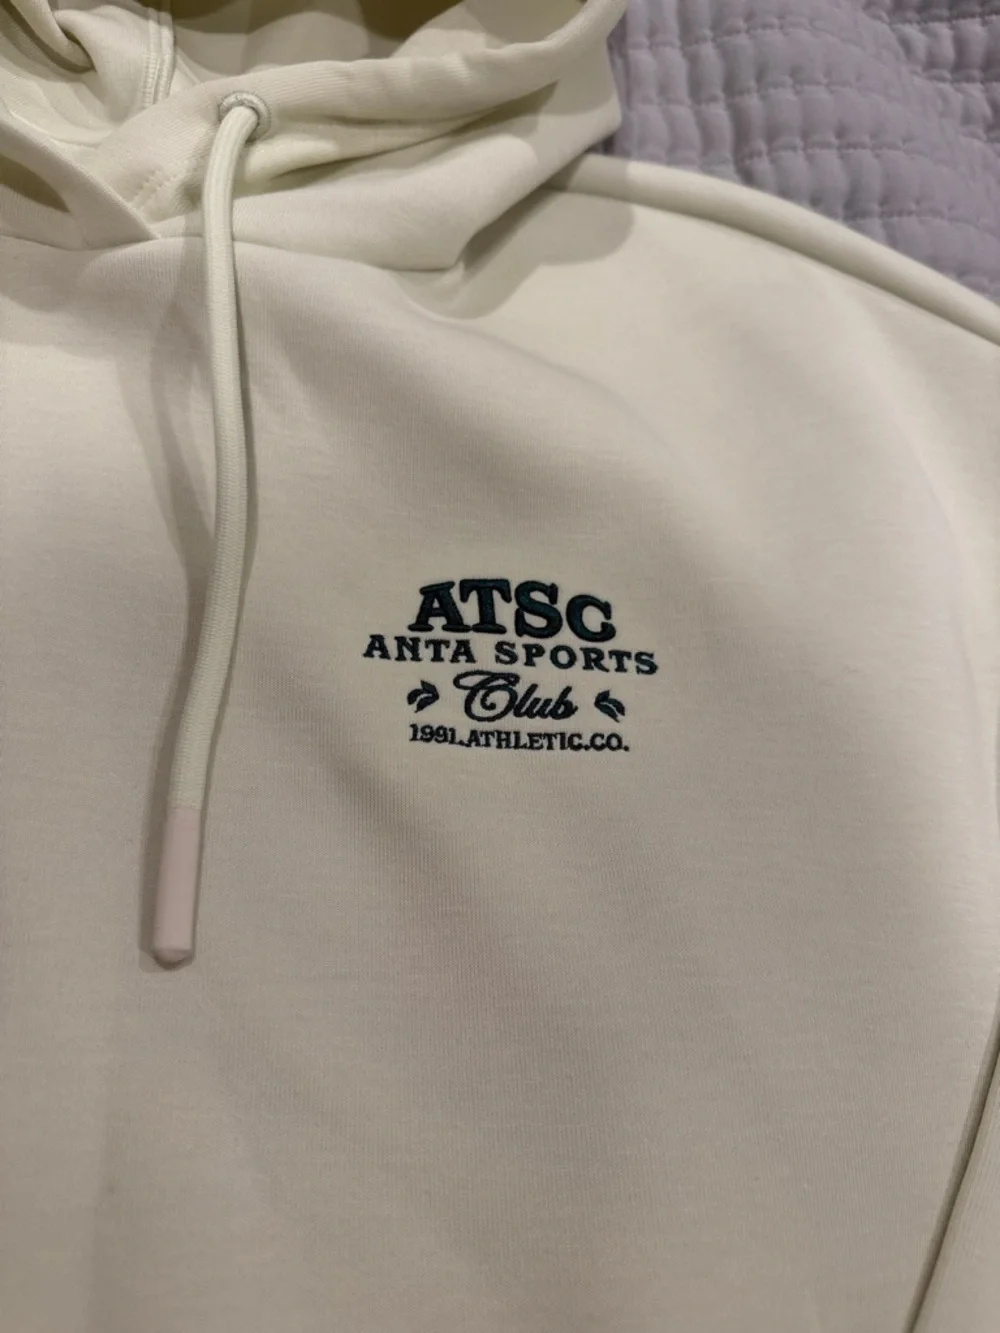 ATSC
ANTA SPORTS
Club
1991.ATHLETIC.CO.